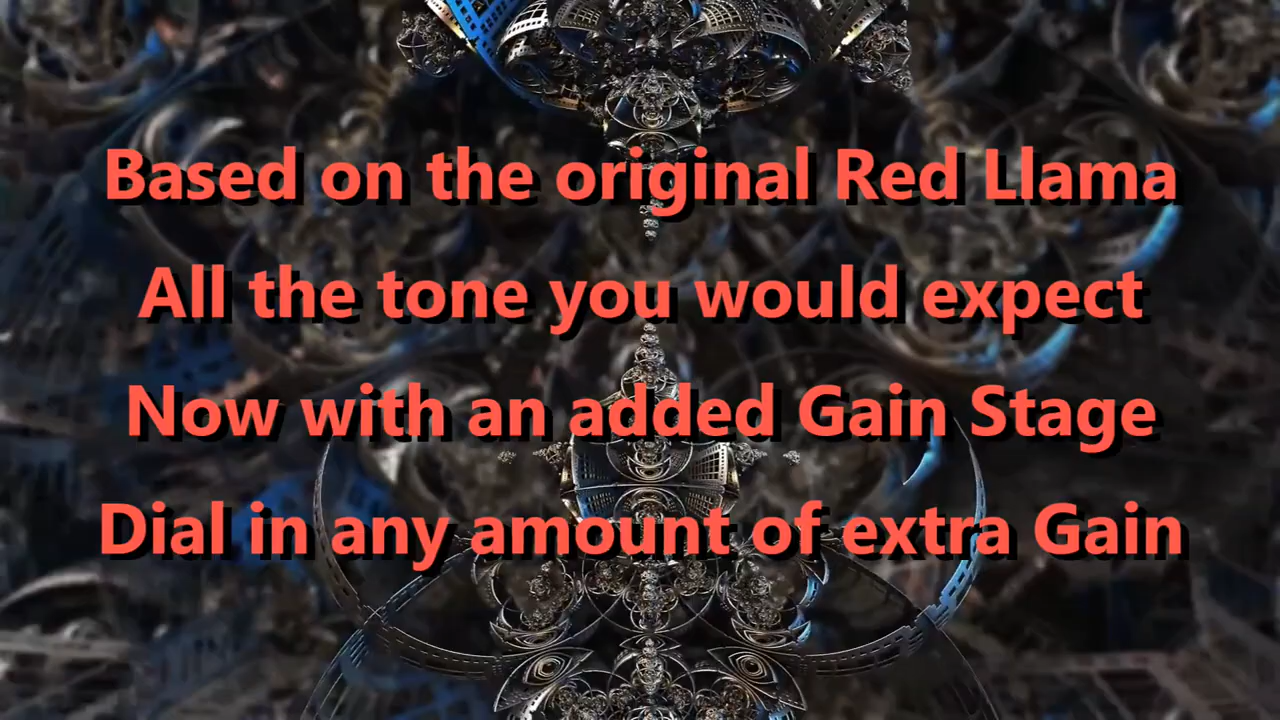 Based on the original Red Llama
All the tone you would expect
Now with an added Gain Stage
Dial in any amount of extra Gain